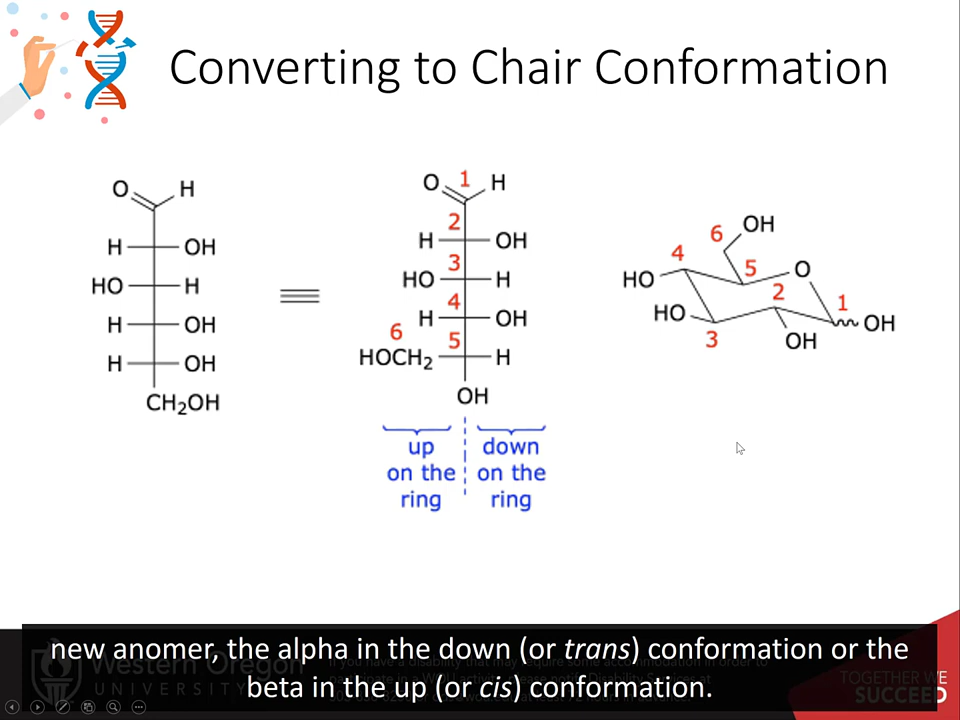 Converting to Chair Conformation
O H
H OH
HO H
H OH
H OH
CH₂OH
O 1 H
2
H OH
3
HO H
4
H OH
6 5
HOCH₂ H
OH
up
on the
ring
down
on the
ring
6 OH
4
HO 5 O
2 1
HO OH
3 OH
new anomer, the alpha in the down (or trans) conformation or the
beta in the up (or cis) conformation.
Western Oregon
UNIVERSITY
TOGETHER WE
SUCCEED